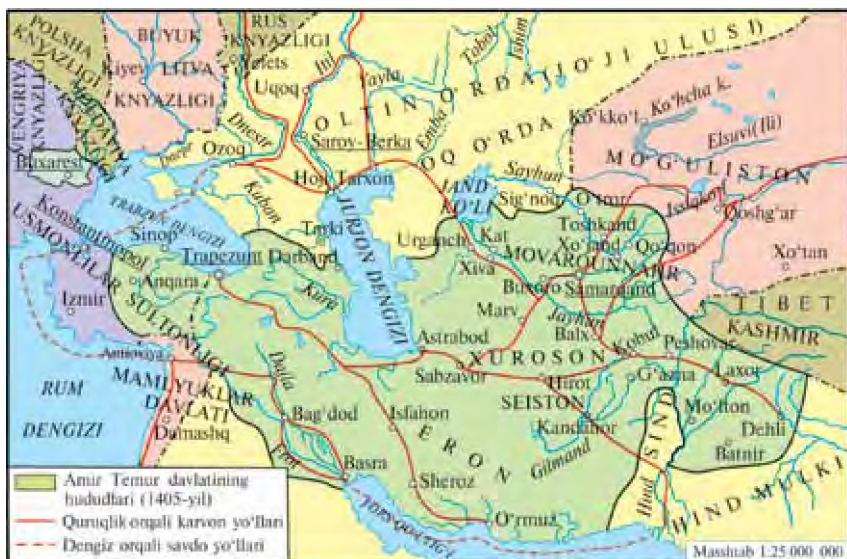 POLSHA
KNYAZLIGI
BUYUK
LITVA
KNYAZLIGI
Kiyev
RUS
KNYAZLIGI
Yelets
Itil
Yayiq
Tobol
Ishim
Uqoq
OLTIN O'RDA (JO'JI ULUSI)
OQ O'RDA
Emba
Saroy-Berka
VENGRIYA
KNYAZLIGI
KNYAZLIGI
Buxarest
Dnestr
Dnepr
Ozoq
Kuban
Hoji Tarxon
Ko'kko'l
Ko'kcha k.
Elsuvi (Ili)
MO'G'ULISTON
Issiqko'l
Qoshg'ar
Xo'tan
Sayhun
Sig'noq
O'tror
JAND
KO'LI
Toshkand
Xo'jand
Qo'qon
Konstantinopol
Sinop
TRABZUN DENGIZI
Trapezunt
Darband
Tarki
JURJON DENGIZI
Urganch
Kat
Xiva
MOVAROUNNAHR
Buxoro
Samarqand
Marv
Jayhun
Balx
USMONLILAR SULTONLIGI
Anqara
Izmir
Kura
Astrabod
Sabzavor
XUROSON
Hirot
Kobul
Peshovar
G'azna
Laxor
TIBET
KASHMIR
RUM
DENGIZI
Antioxiya
MAMLYUKLAR
DAVLATI
Damashq
Dajla
Bag'dod
Frot
Basra
Isfahon
ERON
Sheroz
O'rmuz
SEISTON
Kandahor
Gilmand
SIND
Hind
Mo'lton
Batnir
Dehli
HIND MULKI
Amir Temur davlatining
hududlari (1405-yil)
Quruqlik orqali karvon yo'llari
Dengiz orqali savdo yo'llari
Masshtab 1:25 000 000